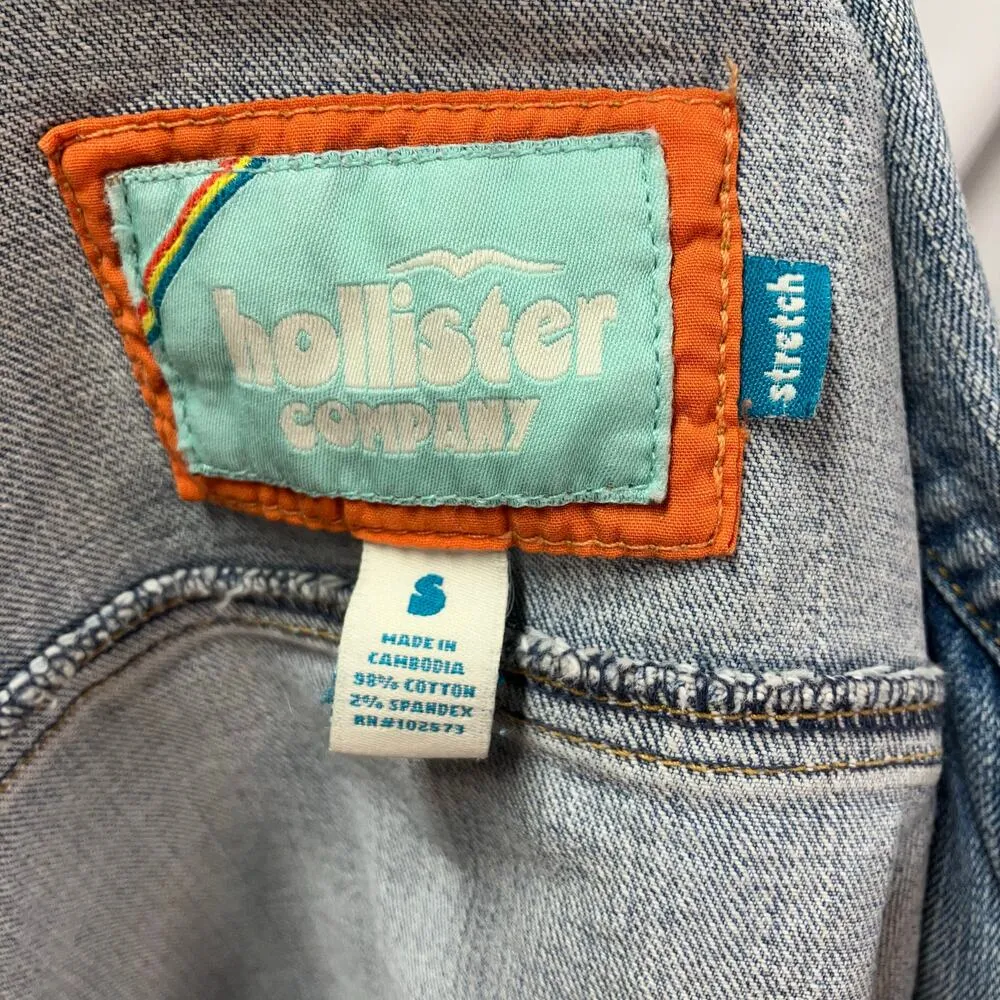 hollister
COMPANY
stretch
S
MADE IN
CAMBODIA
98% COTTON
2% SPANDEX
RN#102573